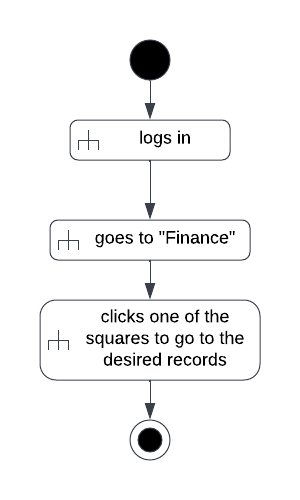 logs in
goes to "Finance"
clicks one of the
squares to go to the
desired records